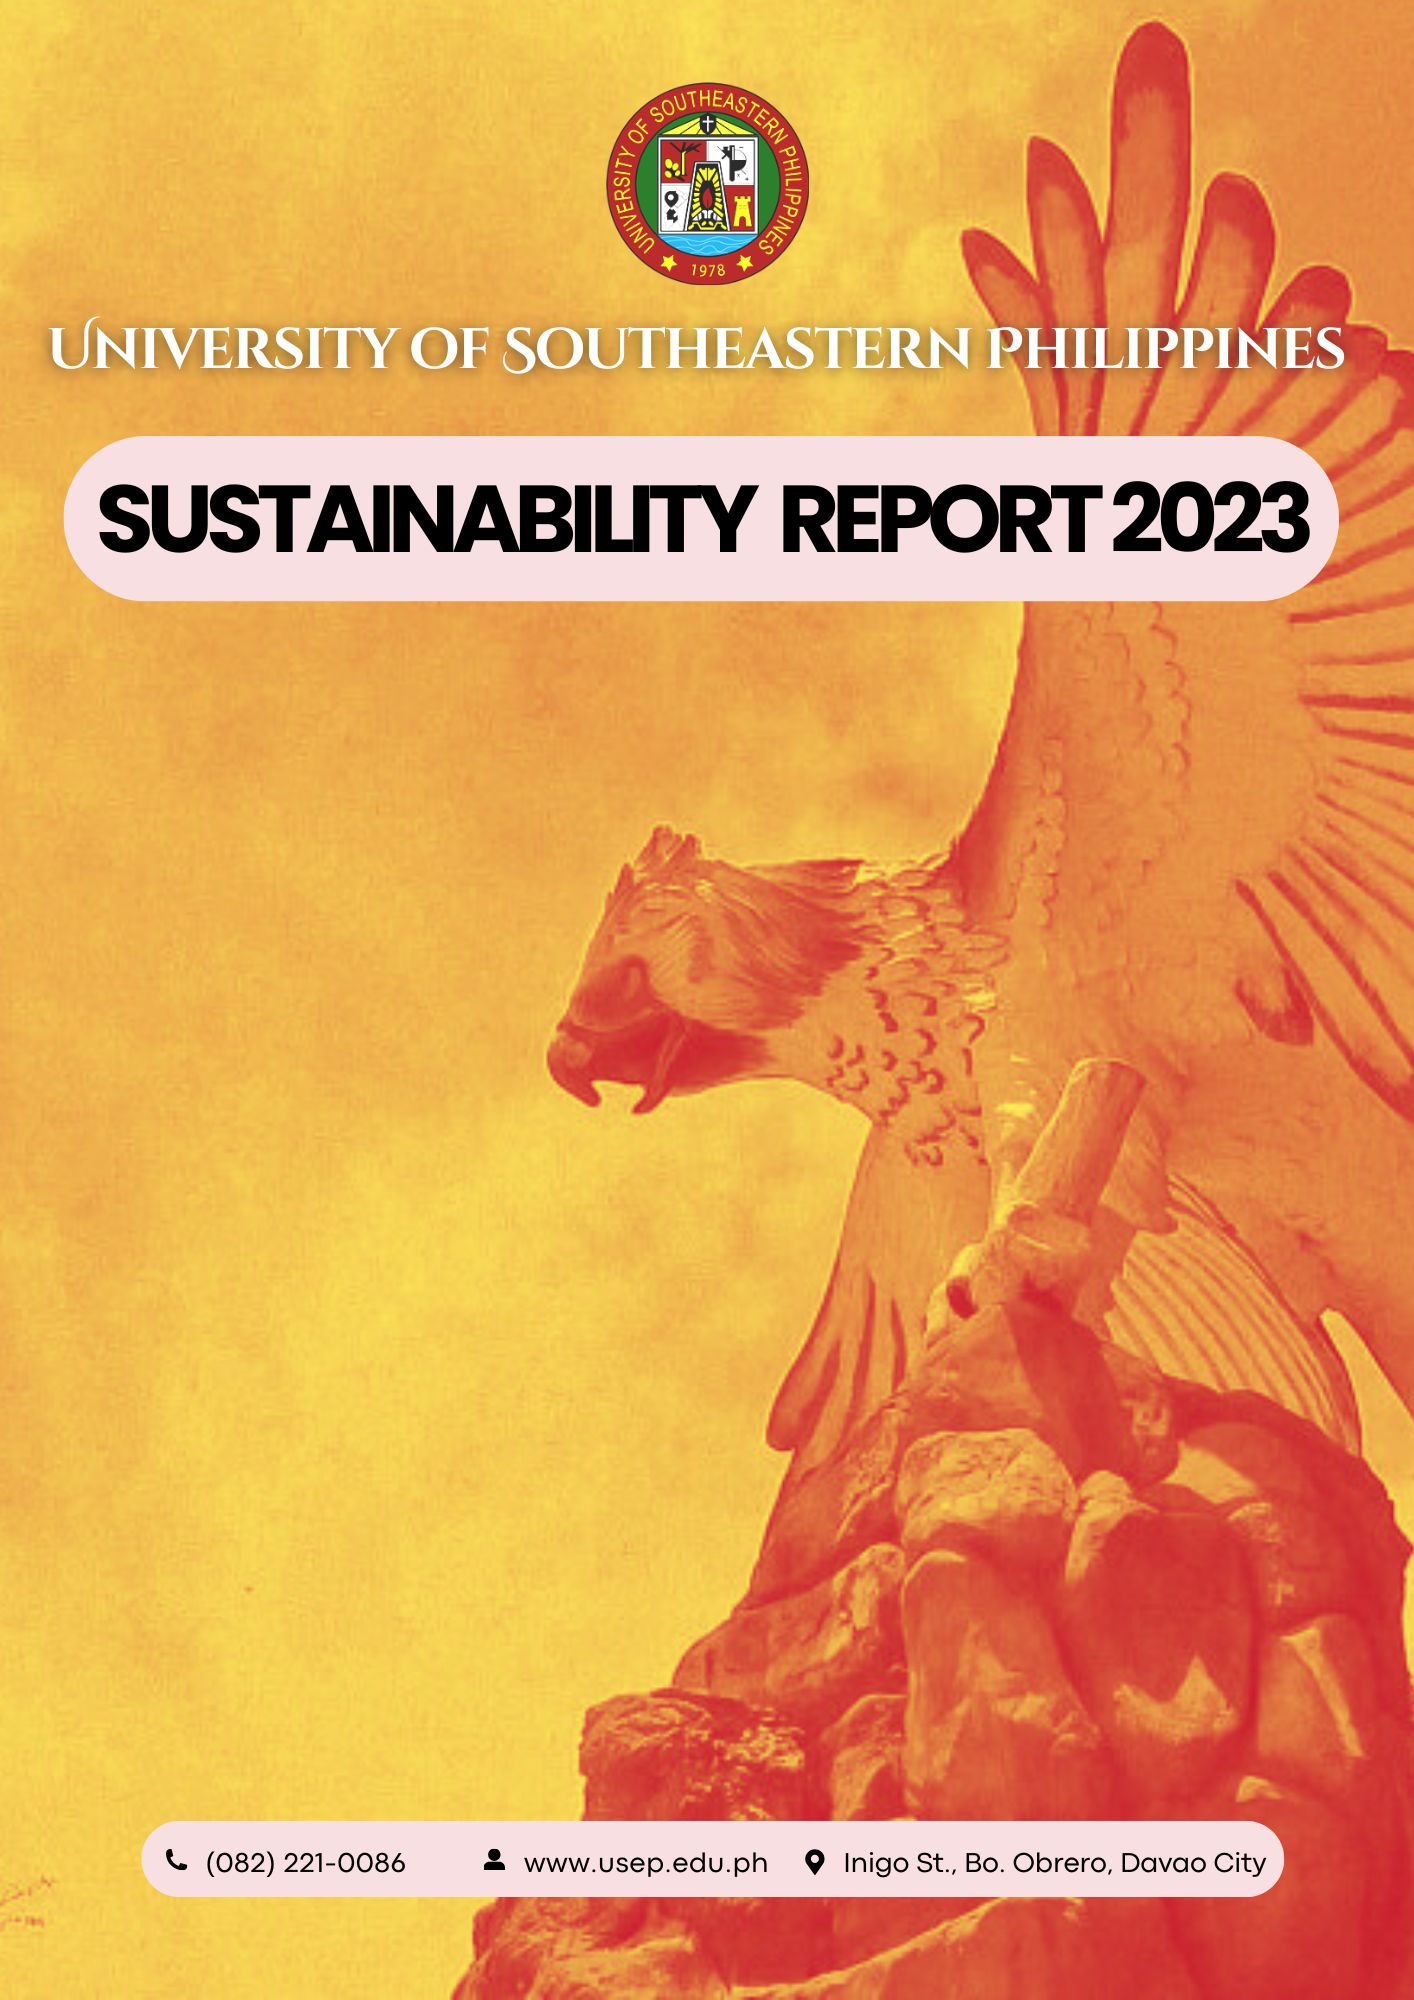 UNIVERSITY OF SOUTHEASTERN PHILIPPINES
1978
UNIVERSITY OF SOUTHEASTERN PHILIPPINES
SUSTAINABILITY REPORT 2023
(082) 221-0086 www.usep.edu.ph Inigo St., Bo. Obrero, Davao City